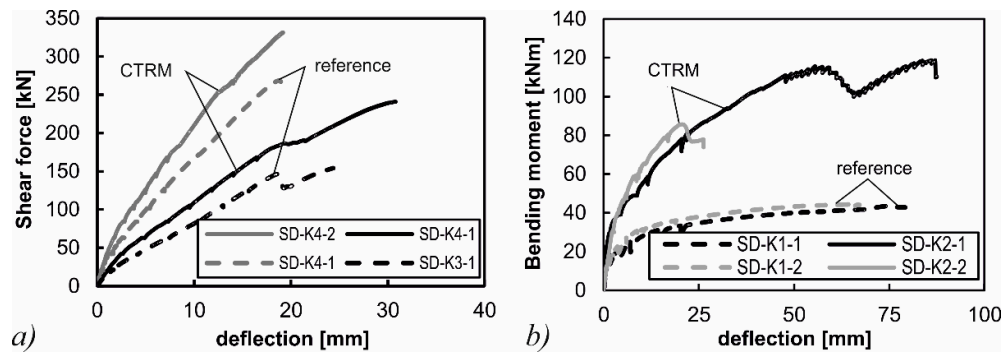 350
300
250
200
150
100
50
0
Shear force [kN]
CTRM
reference
SD-K4-2
SD-K4-1
SD-K4-1
SD-K3-1
0
10
20
30
40
deflection [mm]
a)
140
120
100
80
60
40
20
0
Bending moment [kNm]
CTRM
reference
SD-K1-1
SD-K2-1
SD-K1-2
SD-K2-2
0
25
50
75
100
deflection [mm]
b)